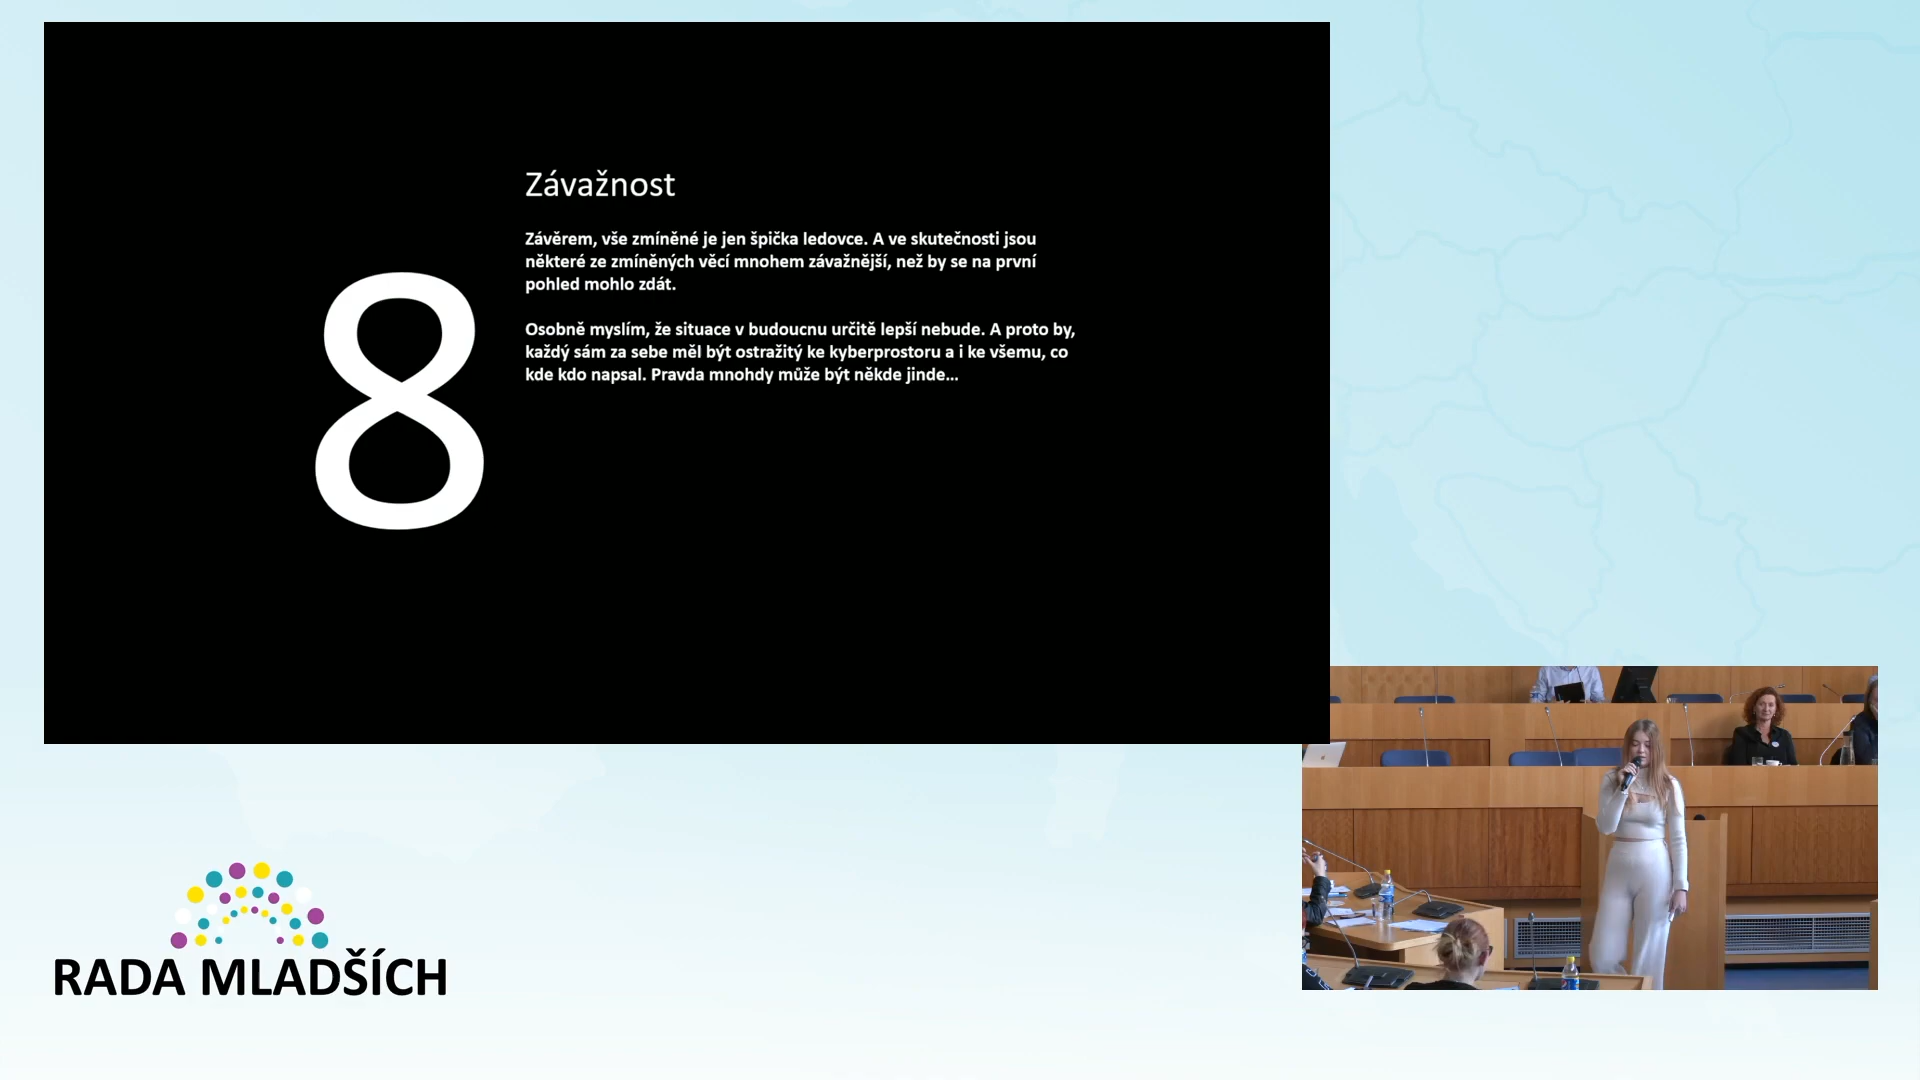 8
Závažnost
Závěrem, vše zmíněné je jen špička ledovce. A ve skutečnosti jsou
některé ze zmíněných věcí mnohem závažnější, než by se na první
pohled mohlo zdát.
Osobně myslím, že situace v budoucnu určitě lepší nebude. A proto by,
každý sám za sebe měl být ostražitý ke kyberprostoru a i ke všemu, co
kde kdo napsal. Pravda mnohdy může být někde jinde...
RADA MLADŠÍCH